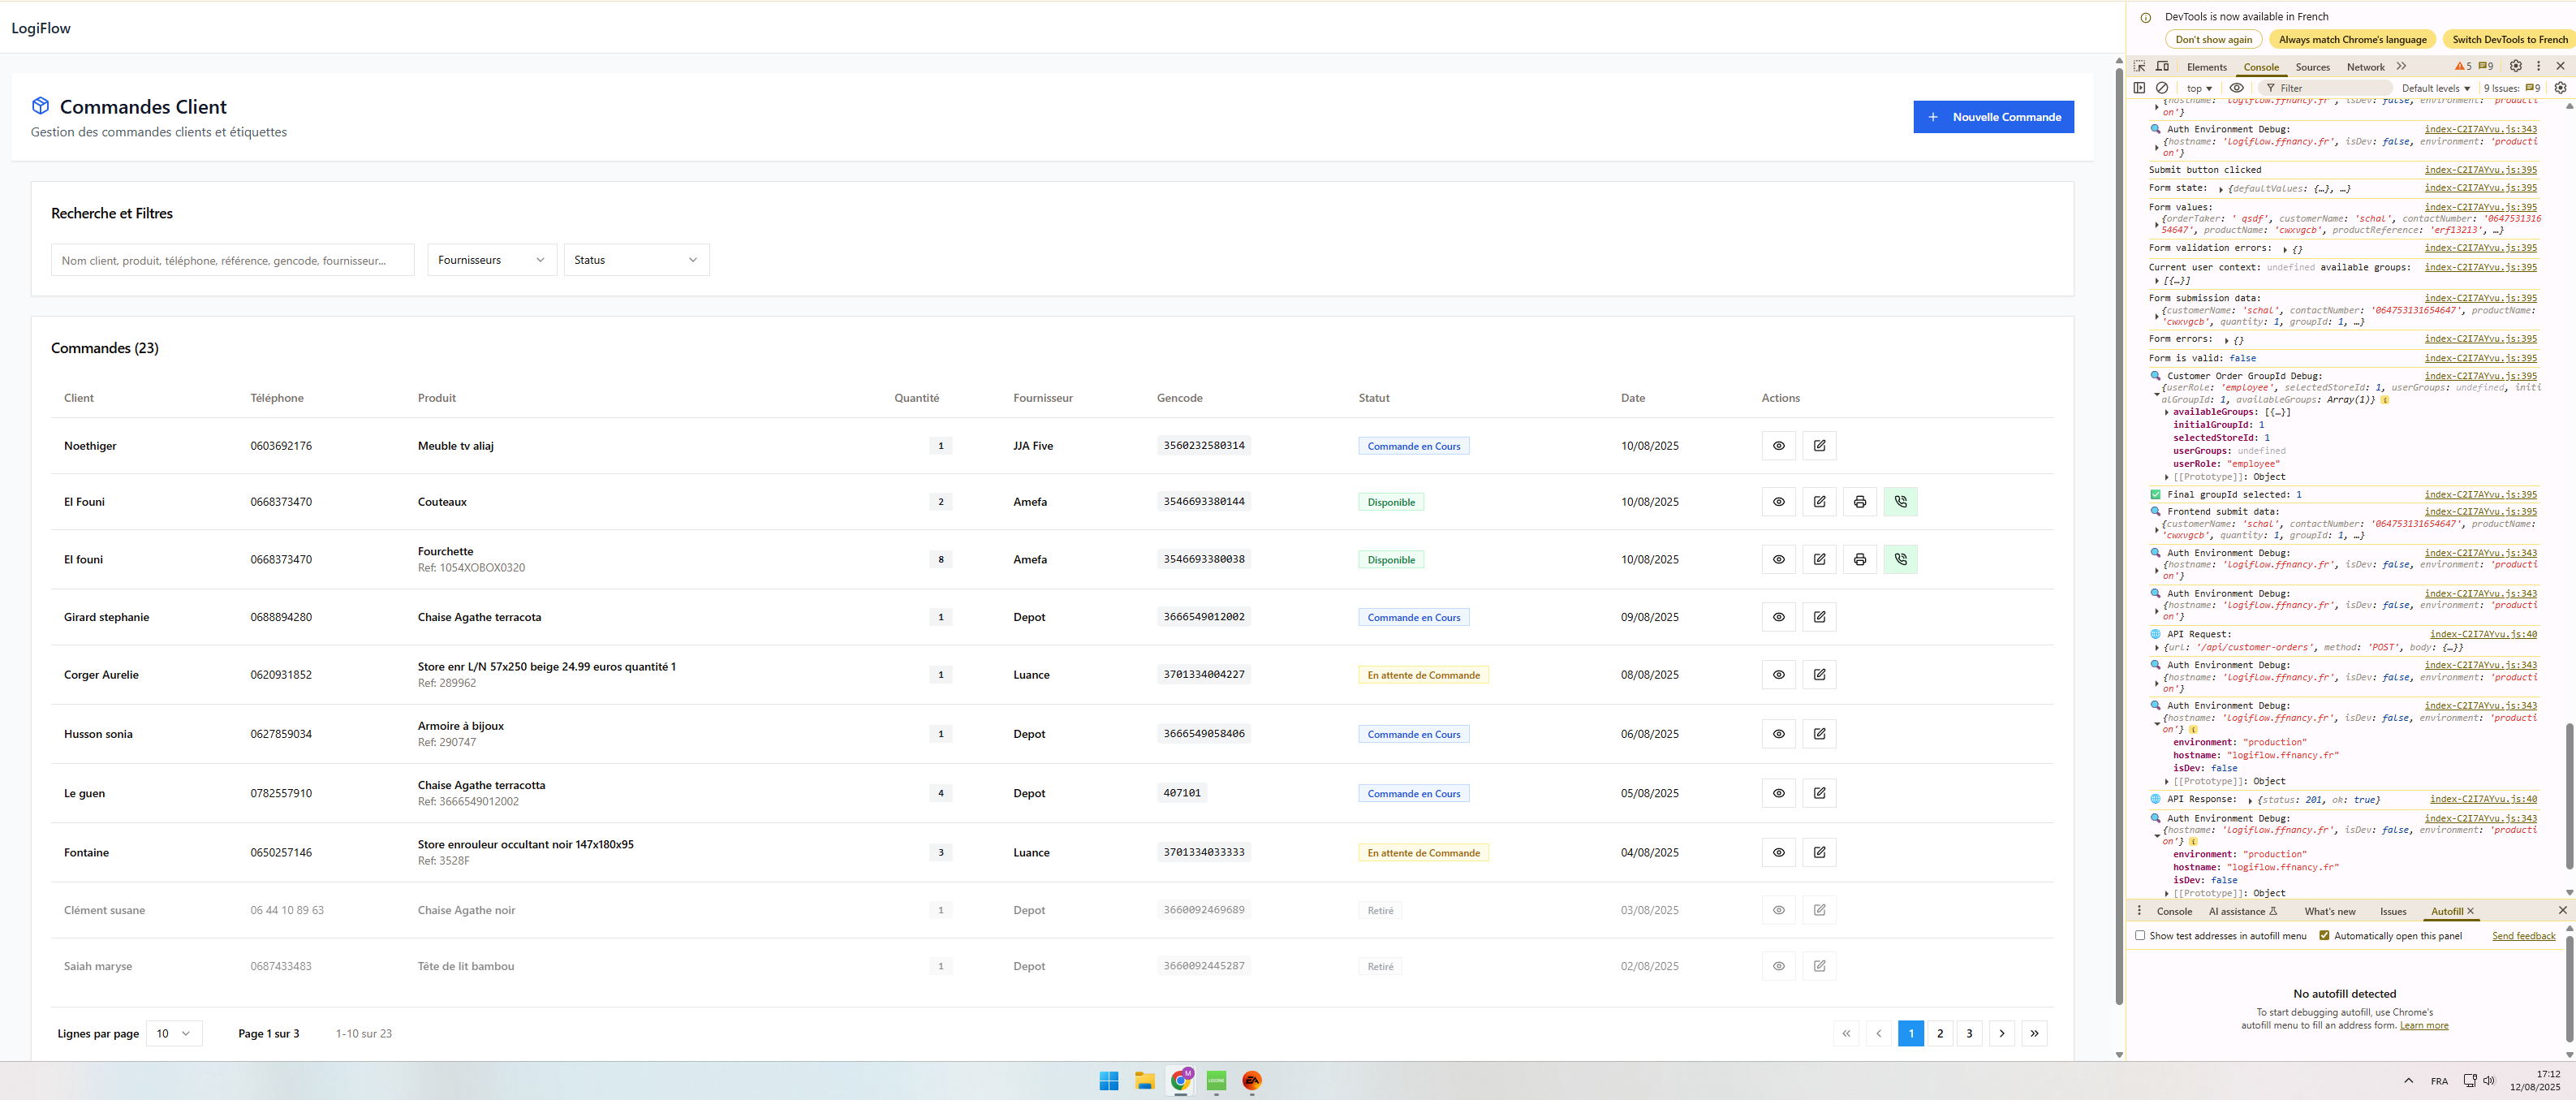 LogiFlow
Commandes Client
Gestion des commandes clients et étiquettes
+ Nouvelle Commande
Recherche et Filtres
Nom client, produit, téléphone, référence, gencode, fournisseur...
Fournisseurs
Status
Commandes (23)
Client Téléphone Produit Quantité Fournisseur Gencode Statut Date Actions
Noethiger 0603692176 Meuble tv aliaj 1 JJA Five 3560232580314 Commande en Cours 10/08/2025
El Founi 0668373470 Couteaux 2 Amefa 3546693380144 Disponible 10/08/2025
El founi 0668373470 Fourchette 8 Amefa 3546693380038 Disponible 10/08/2025
Ref: 1054XOBOX0320
Girard stephanie 0688894280 Chaise Agathe terracota 1 Depot 3666549012002 Commande en Cours 09/08/2025
Corger Aurelie 0620931852 Store enr L/N 57x250 beige 24.99 euros quantité 1 1 Luance 3701334004227 En attente de Commande 08/08/2025
Ref: 289962
Husson sonia 0627859034 Armoire à bijoux 1 Depot 3666549058406 Commande en Cours 06/08/2025
Ref: 290747
Le guen 0782557910 Chaise Agathe terracotta 4 Depot 407101 Commande en Cours 05/08/2025
Ref: 3666549012002
Fontaine 0650257146 Store enrouleur occultant noir 147x180x95 3 Luance 3701334033333 En attente de Commande 04/08/2025
Ref: 3528F
Clément susane 06 44 10 89 63 Chaise Agathe noir 1 Depot 3660092469689 Retiré 03/08/2025
Saiah maryse 0687433483 Tête de lit bambou 1 Depot 3660092445287 Retiré 02/08/2025
Lignes par page 10 Page 1 sur 3 1-10 sur 23
« ‹ 1 2 3 › »
DevTools is now available in French
Don't show again Always match Chrome's language Switch DevTools to French
Elements Console Sources Network 5 9
top Filter Default levels 9 Issues: 9
{hostname: 'logiflow.ffnancy.fr', isDev: false, environment: 'producti
on'}
Auth Environment Debug: index-C2I7AYvu.js:343
{hostname: 'logiflow.ffnancy.fr', isDev: false, environment: 'producti
on'}
Submit button clicked index-C2I7AYvu.js:395
Form state: {defaultValues: {…}, …} index-C2I7AYvu.js:395
Form values: index-C2I7AYvu.js:395
{orderTaker: ' qsdf', customerName: 'schal', contactNumber: '0647531316
54647', productName: 'cwxvgcb', productReference: 'erf13213', …}
Form validation errors: {} index-C2I7AYvu.js:395
Current user context: undefined available groups: index-C2I7AYvu.js:395
[{…}]
Form submission data: index-C2I7AYvu.js:395
{customerName: 'schal', contactNumber: '064753131654647', productName:
'cwxvgcb', quantity: 1, groupId: 1, …}
Form errors: {} index-C2I7AYvu.js:395
Form is valid: false index-C2I7AYvu.js:395
Customer Order GroupId Debug: index-C2I7AYvu.js:395
{userRole: 'employee', selectedStoreId: 1, userGroups: undefined, initi
alGroupId: 1, availableGroups: Array(1)} i
availableGroups: [{…}]
initialGroupId: 1
selectedStoreId: 1
userGroups: undefined
userRole: "employee"
[[Prototype]]: Object
Final groupId selected: 1 index-C2I7AYvu.js:395
Frontend submit data: index-C2I7AYvu.js:395
{customerName: 'schal', contactNumber: '064753131654647', productName:
'cwxvgcb', quantity: 1, groupId: 1, …}
Auth Environment Debug: index-C2I7AYvu.js:343
{hostname: 'logiflow.ffnancy.fr', isDev: false, environment: 'producti
on'}
Auth Environment Debug: index-C2I7AYvu.js:343
{hostname: 'logiflow.ffnancy.fr', isDev: false, environment: 'producti
on'}
API Request: index-C2I7AYvu.js:40
{url: '/api/customer-orders', method: 'POST', body: {…}}
Auth Environment Debug: index-C2I7AYvu.js:343
{hostname: 'logiflow.ffnancy.fr', isDev: false, environment: 'producti
on'}
Auth Environment Debug: index-C2I7AYvu.js:343
{hostname: 'logiflow.ffnancy.fr', isDev: false, environment: 'producti
on'} i
environment: "production"
hostname: "logiflow.ffnancy.fr"
isDev: false
[[Prototype]]: Object
API Response: {status: 201, ok: true} index-C2I7AYvu.js:40
Auth Environment Debug: index-C2I7AYvu.js:343
{hostname: 'logiflow.ffnancy.fr', isDev: false, environment: 'producti
on'} i
environment: "production"
hostname: "logiflow.ffnancy.fr"
isDev: false
[[Prototype]]: Object
Console AI assistance What's new Issues Autofill
Show test addresses in autofill menu Automatically open this panel Send feedback
No autofill detected
To start debugging autofill, use Chrome's
autofill menu to fill an address form. Learn more
M EA
FRA 17:12
12/08/2025